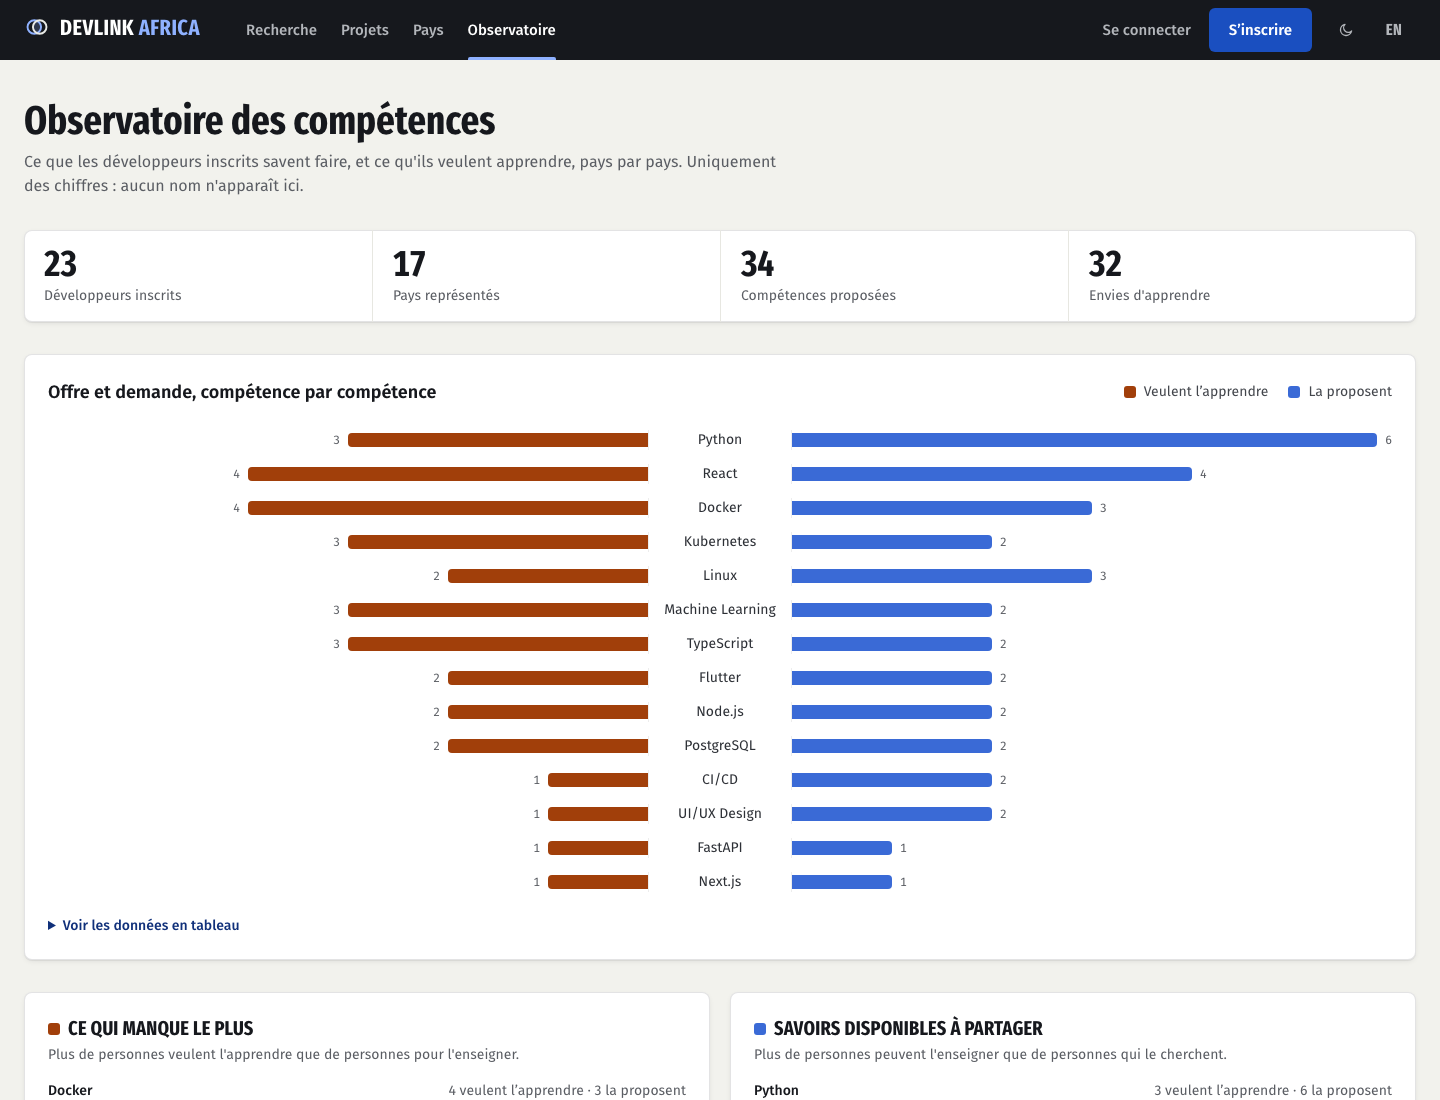 DEVLINK AFRICA
Recherche
Projets
Pays
Observatoire
Se connecter
S’inscrire
EN
Observatoire des compétences
Ce que les développeurs inscrits savent faire, et ce qu'ils veulent apprendre, pays par pays. Uniquement
des chiffres : aucun nom n'apparaît ici.
23
Développeurs inscrits
17
Pays représentés
34
Compétences proposées
32
Envies d'apprendre
Offre et demande, compétence par compétence
Veulent l’apprendre
La proposent
3 Python 6
4 React 4
4 Docker 3
3 Kubernetes 2
2 Linux 3
3 Machine Learning 2
3 TypeScript 2
2 Flutter 2
2 Node.js 2
2 PostgreSQL 2
1 CI/CD 2
1 UI/UX Design 2
1 FastAPI 1
1 Next.js 1
Voir les données en tableau
CE QUI MANQUE LE PLUS
Plus de personnes veulent l'apprendre que de personnes pour l'enseigner.
Docker 4 veulent l’apprendre · 3 la proposent
SAVOIRS DISPONIBLES À PARTAGER
Plus de personnes peuvent l'enseigner que de personnes qui le cherchent.
Python 3 veulent l’apprendre · 6 la proposent